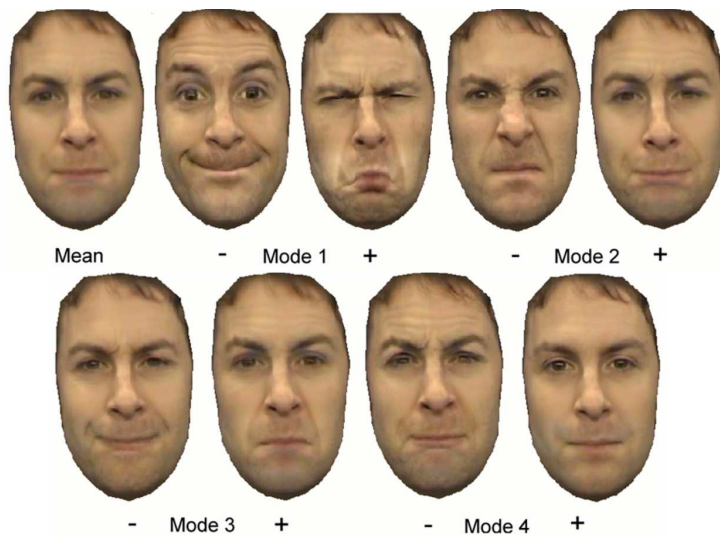 Mean - Mode 1 + - Mode 2 +
- Mode 3 + - Mode 4 +